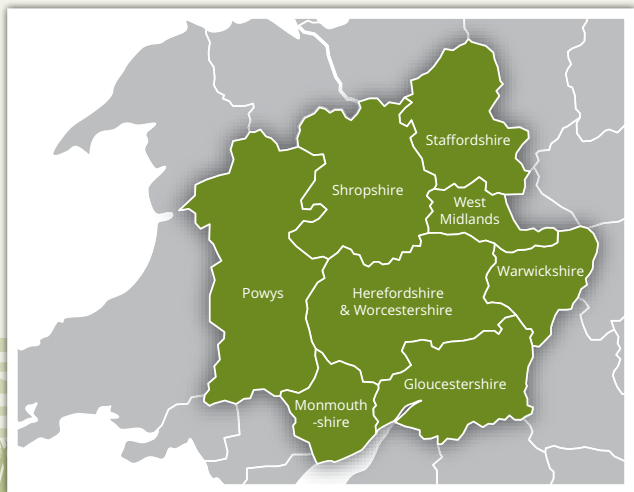 Staffordshire
Shropshire
West
Midlands
Warwickshire
Powys
Herefordshire
& Worcestershire
Gloucestershire
Monmouth
-shire